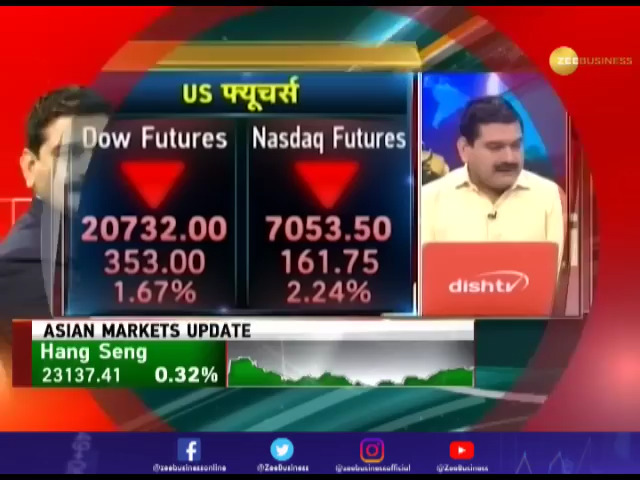 ZEEBUSINESS
US फ्यूचर्स
Dow Futures
20732.00
353.00
1.67%
Nasdaq Futures
7053.50
161.75
2.24%
dishtv
ASIAN MARKETS UPDATE
Hang Seng
23137.41 0.32%
@zeebusinessonline
@ZeeBusiness
@zeebusinessofficial
@ZeeBusiness